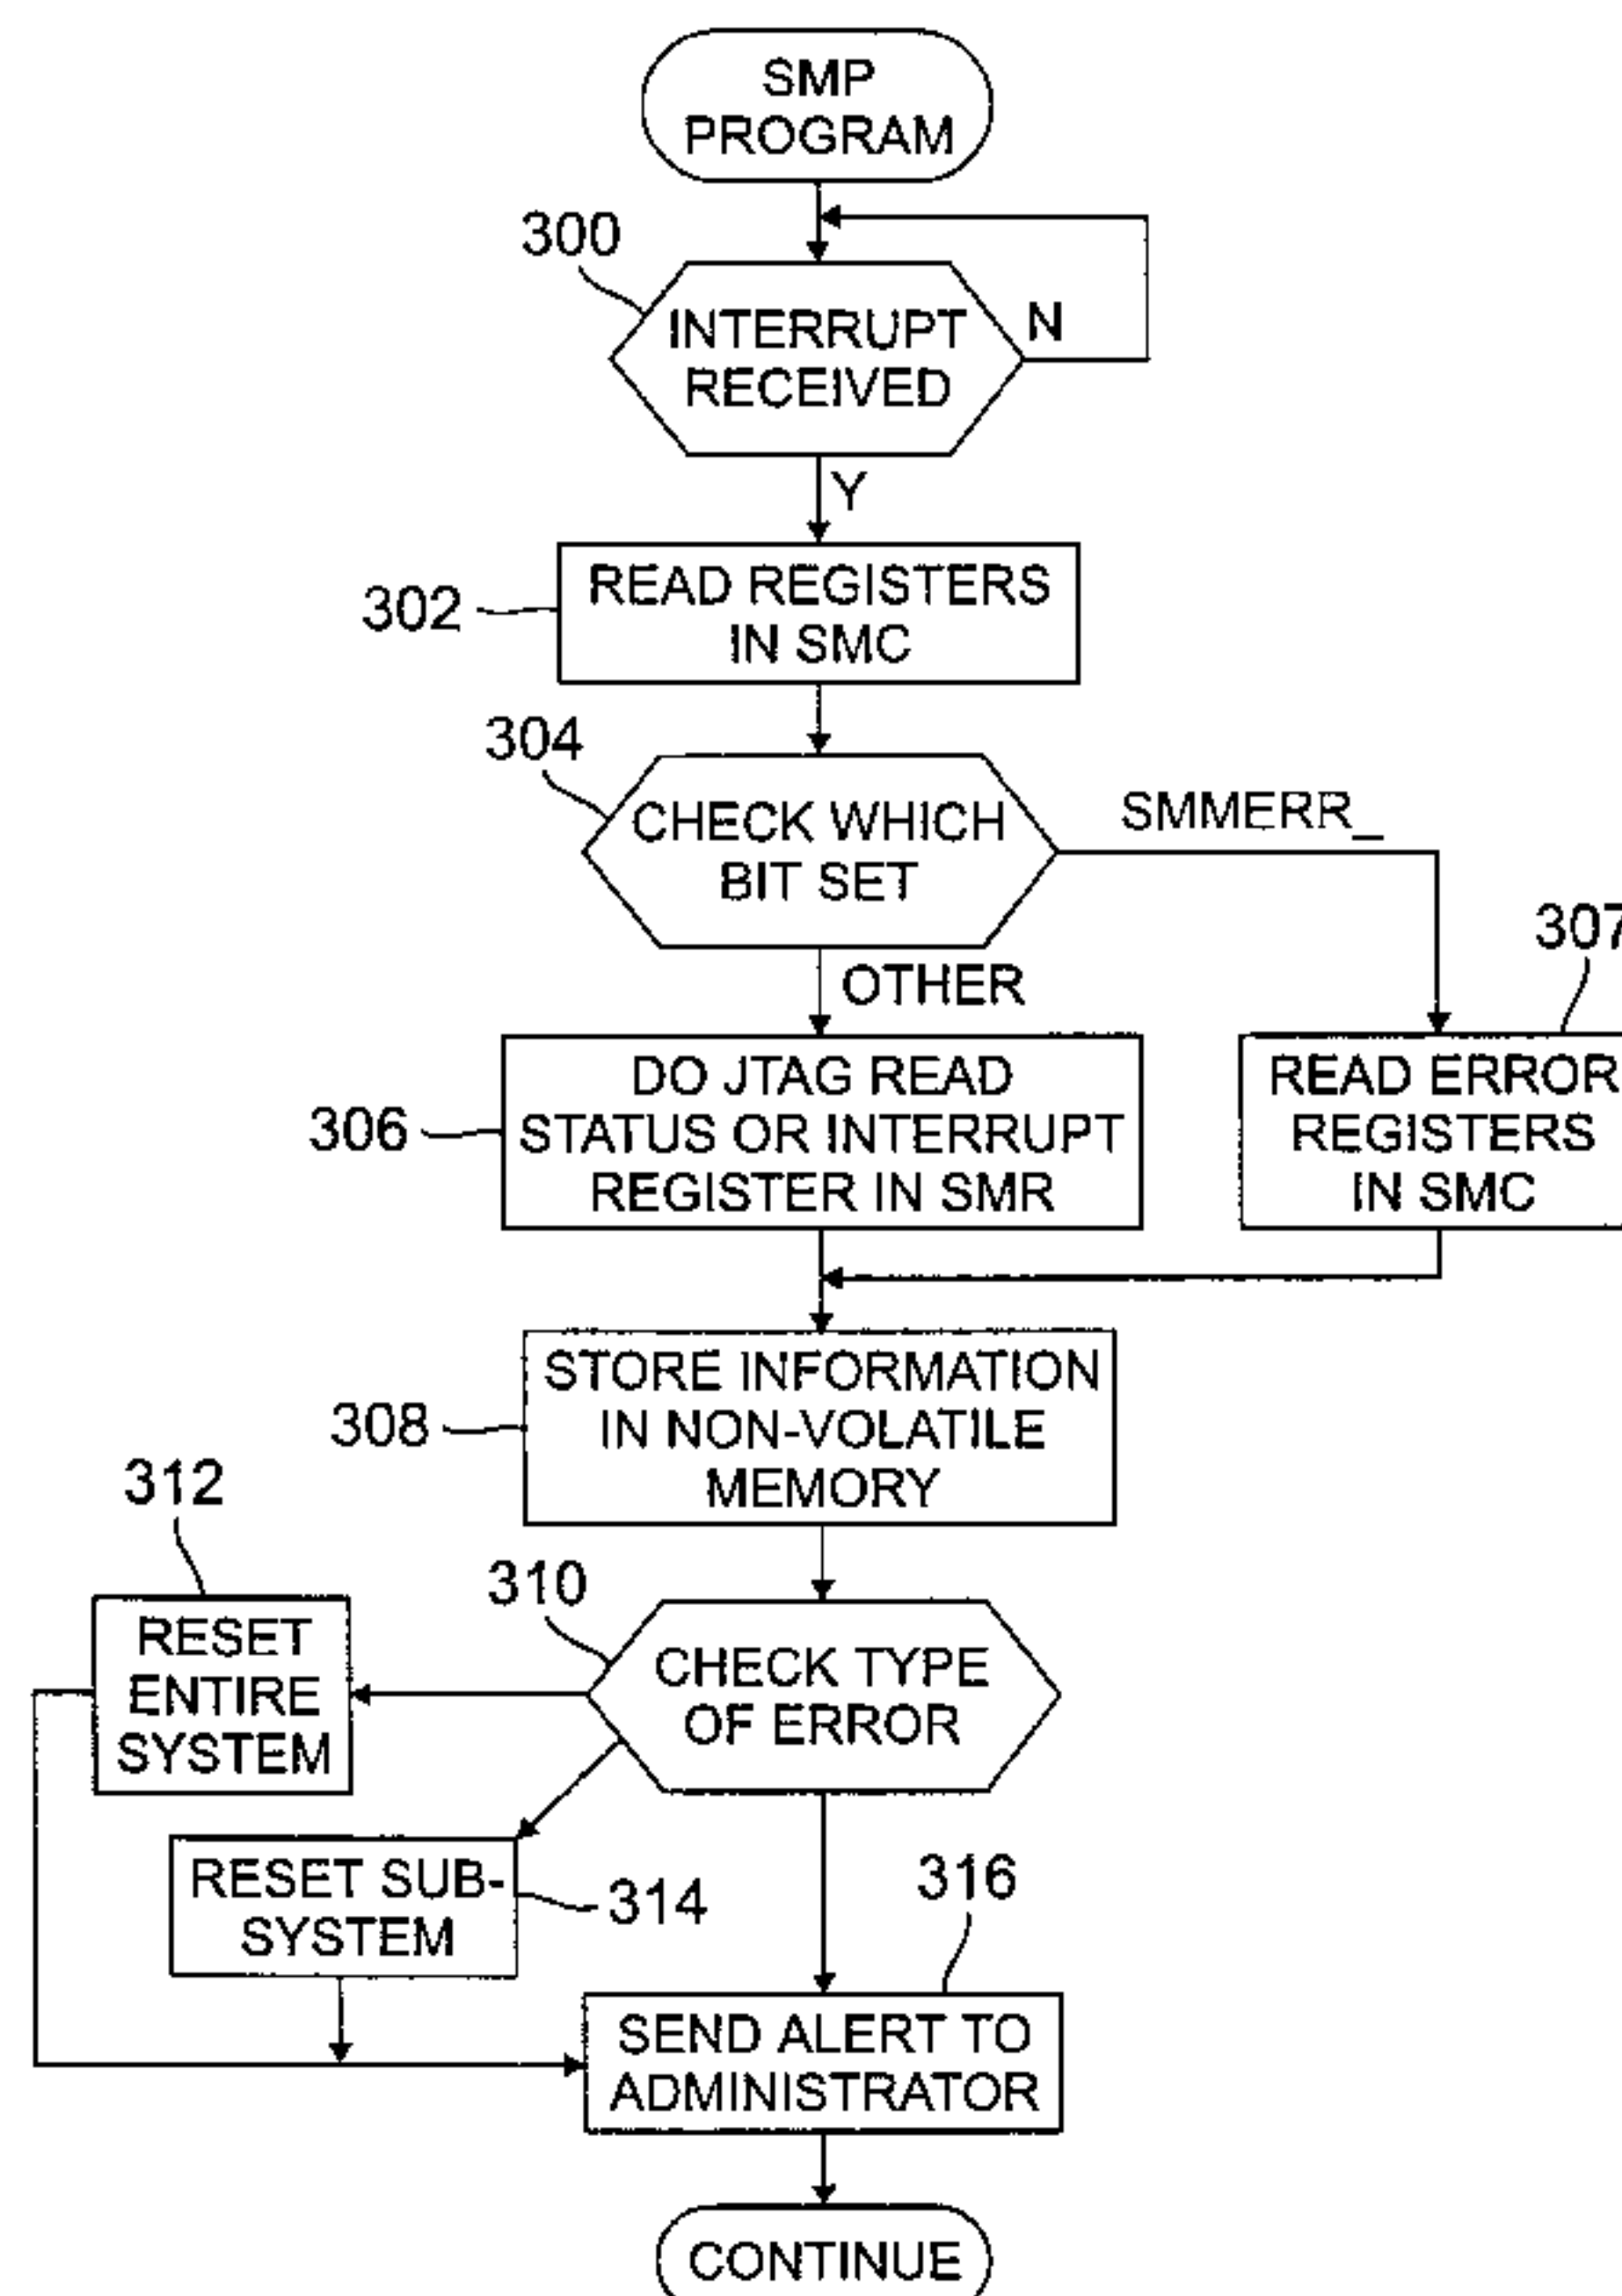 SMP
PROGRAM
300
INTERRUPT
RECEIVED
N
Y
302
READ REGISTERS
IN SMC
304
CHECK WHICH
BIT SET
SMMERR_
OTHER
307
306
DO JTAG READ
STATUS OR INTERRUPT
REGISTER IN SMR
READ ERROR
REGISTERS
IN SMC
308
STORE INFORMATION
IN NON-VOLATILE
MEMORY
312
RESET
ENTIRE
SYSTEM
310
CHECK TYPE
OF ERROR
RESET SUB-
SYSTEM
314
316
SEND ALERT TO
ADMINISTRATOR
CONTINUE